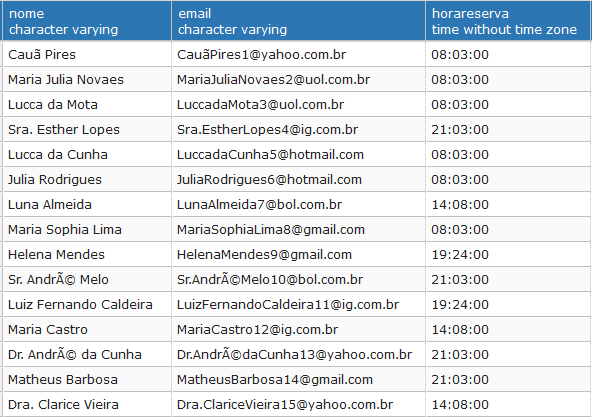 nome email horareserva
character varying character varying time without time zone
Cauã Pires CauãPires1@yahoo.com.br 08:03:00
Maria Julia Novaes MariaJuliaNovaes2@uol.com.br 08:03:00
Lucca da Mota LuccadaMota3@uol.com.br 08:03:00
Sra. Esther Lopes Sra.EstherLopes4@ig.com.br 21:03:00
Lucca da Cunha LuccadaCunha5@hotmail.com 08:03:00
Julia Rodrigues JuliaRodrigues6@hotmail.com 08:03:00
Luna Almeida LunaAlmeida7@bol.com.br 14:08:00
Maria Sophia Lima MariaSophiaLima8@gmail.com 08:03:00
Helena Mendes HelenaMendes9@gmail.com 19:24:00
Sr. André Melo Sr.AndréMelo10@bol.com.br 21:03:00
Luiz Fernando Caldeira LuizFernandoCaldeira11@ig.com.br 19:24:00
Maria Castro MariaCastro12@ig.com.br 14:08:00
Dr. André da Cunha Dr.AndrédaCunha13@yahoo.com.br 21:03:00
Matheus Barbosa MatheusBarbosa14@gmail.com 21:03:00
Dra. Clarice Vieira Dra.ClariceVieira15@yahoo.com.br 14:08:00